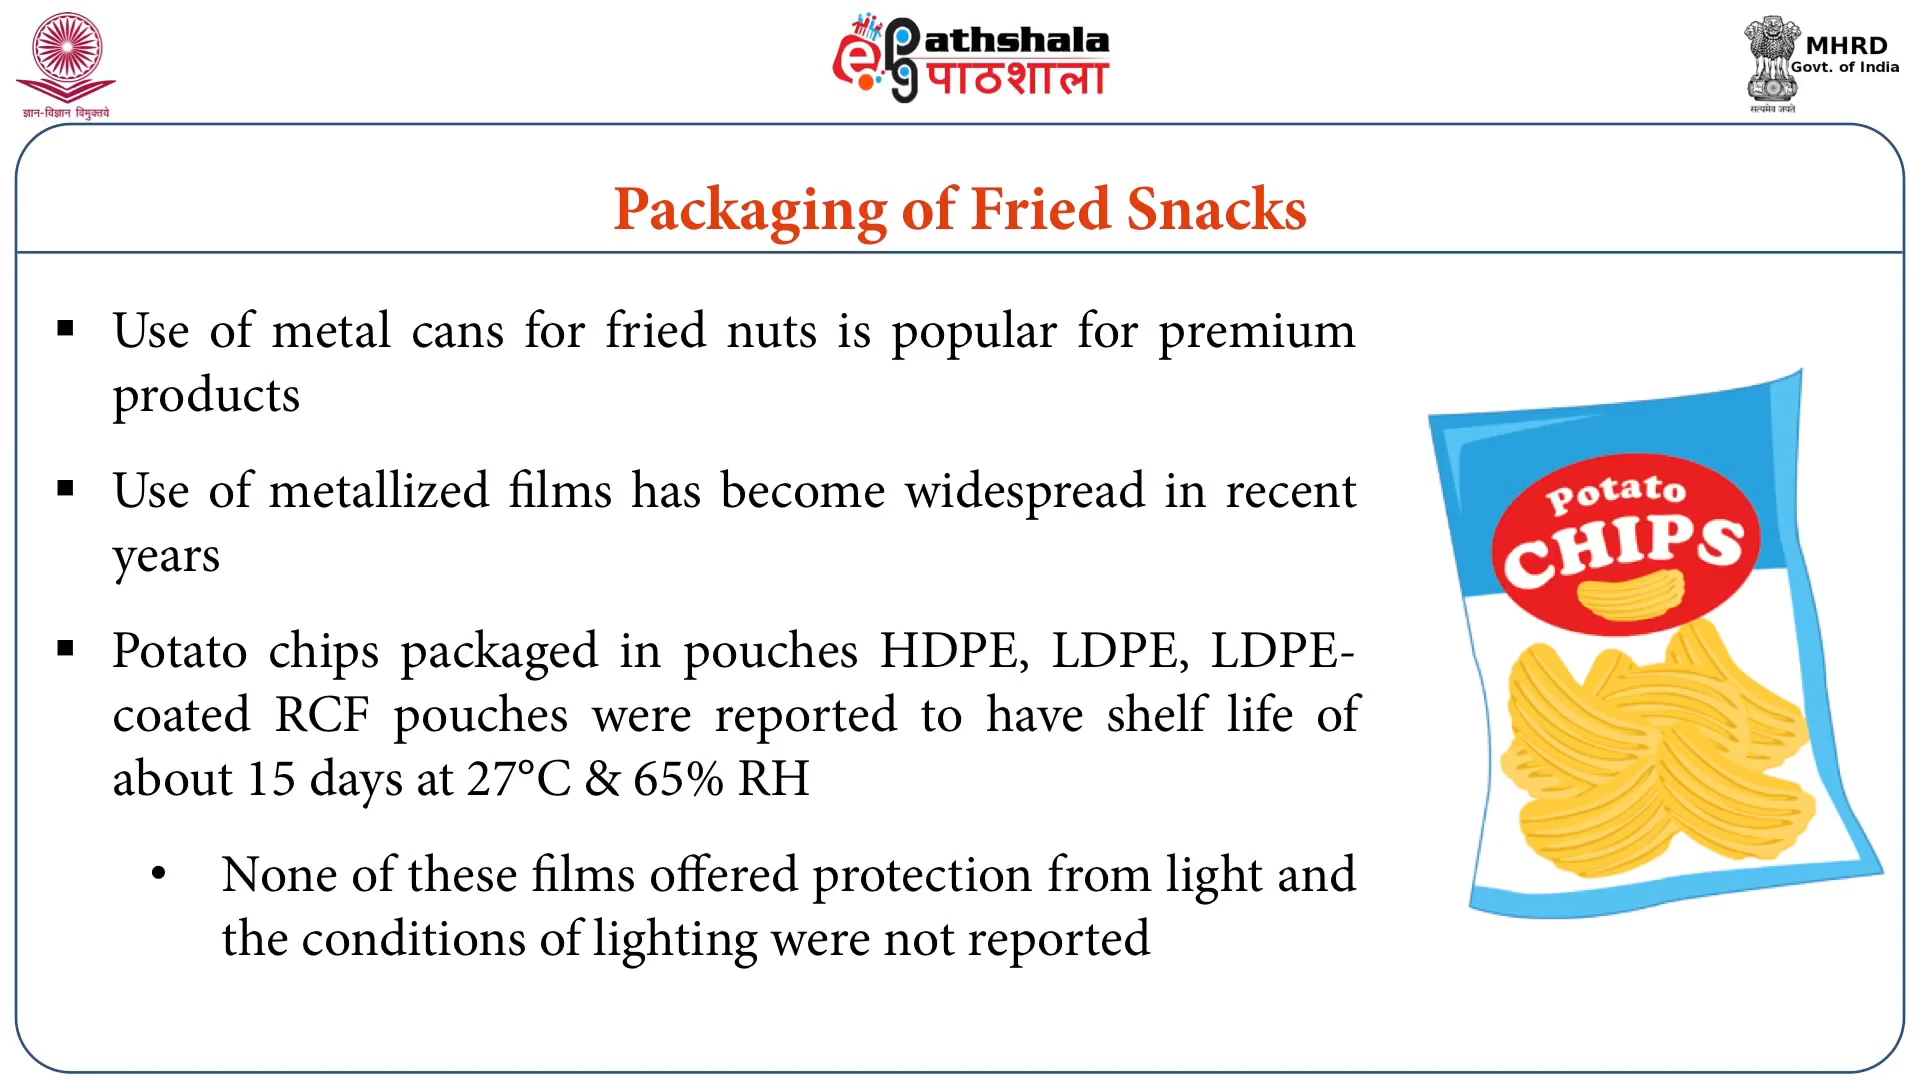 ज्ञान-विज्ञान विमुक्तये
ePathshala
पाठशाला
MHRD
Govt. of India
सत्यमेव जयते
Packaging of Fried Snacks
▪ Use of metal cans for fried nuts is popular for premium
products
▪ Use of metallized films has become widespread in recent
years
▪ Potato chips packaged in pouches HDPE, LDPE, LDPE-
coated RCF pouches were reported to have shelf life of
about 15 days at 27°C & 65% RH
• None of these films offered protection from light and
the conditions of lighting were not reported
Potato
CHIPS